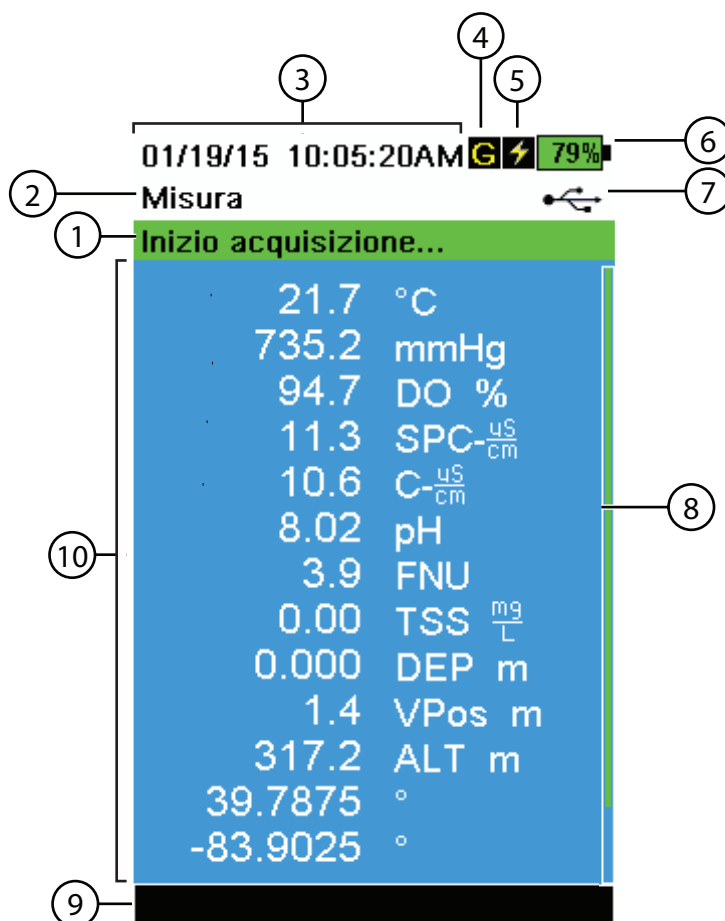 3 4 5
01/19/15 10:05:20AM G 79% 6
2 Misura 7
1 Inizio acquisizione...
21.7 °C
735.2 mmHg
94.7 DO %
11.3 SPC-uS/cm
10.6 C-uS/cm
8.02 pH
3.9 FNU
0.00 TSS mg/L
0.000 DEP m
1.4 VPos m
317.2 ALT m
39.7875 °
-83.9025 °
8
10
9